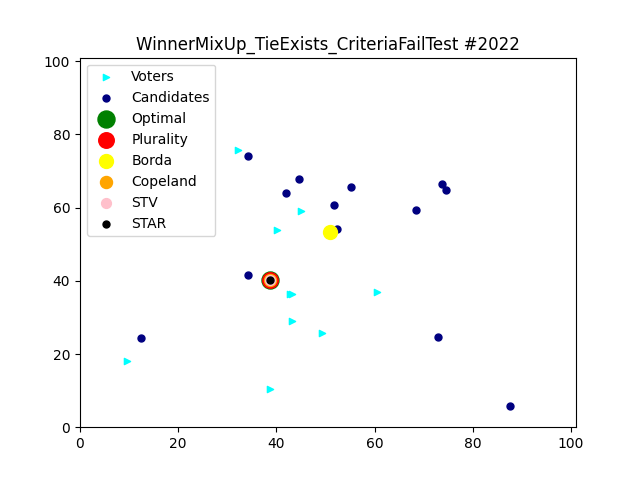 WinnerMixUp_TieExists_CriteriaFailTest #2022
100
80
60
40
20
0
Voters
Candidates
Optimal
Plurality
Borda
Copeland
STV
STAR
0 20 40 60 80 100